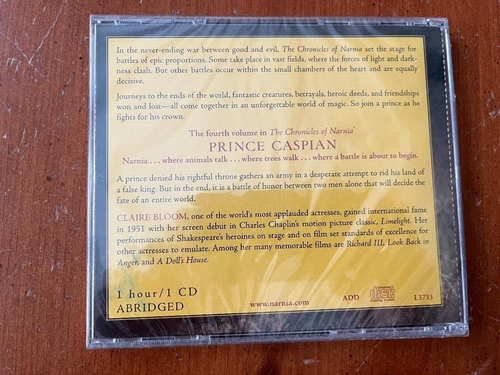 In the never-ending war between good and evil, The Chronicles of Narnia set the stage for
battles of epic proportions. Some take place in vast fields, where the forces of light and dark-
ness clash. But other battles occur within the small chambers of the heart and are equally
decisive.
Journeys to the ends of the world, fantastic creatures, betrayals, heroic deeds, and friendships
won and lost—all come together in an unforgettable world of magic. So join a prince as he
fights for his crown.
The fourth volume in The Chronicles of Narnia®
PRINCE CASPIAN
Narnia . . . where animals talk . . . where trees walk . . . where a battle is about to begin.
A prince denied his rightful throne gathers an army in a desperate attempt to rid his land of
a false king. But in the end, it is a battle of honor between two men alone that will decide the
fate of an entire world.
CLAIRE BLOOM, one of the world's most applauded actresses, gained international fame
in 1951 with her screen debut in Charles Chaplin's motion picture classic, Limelight. Her
performances of Shakespeare's heroines on stage and on film set standards of excellence for
other actresses to emulate. Among her many memorable films are Richard III, Look Back in
Anger, and A Doll's House.
1 hour/1 CD
ABRIDGED
www.narnia.com
ADD
COMPACT
disc
DIGITAL AUDIO
L3733